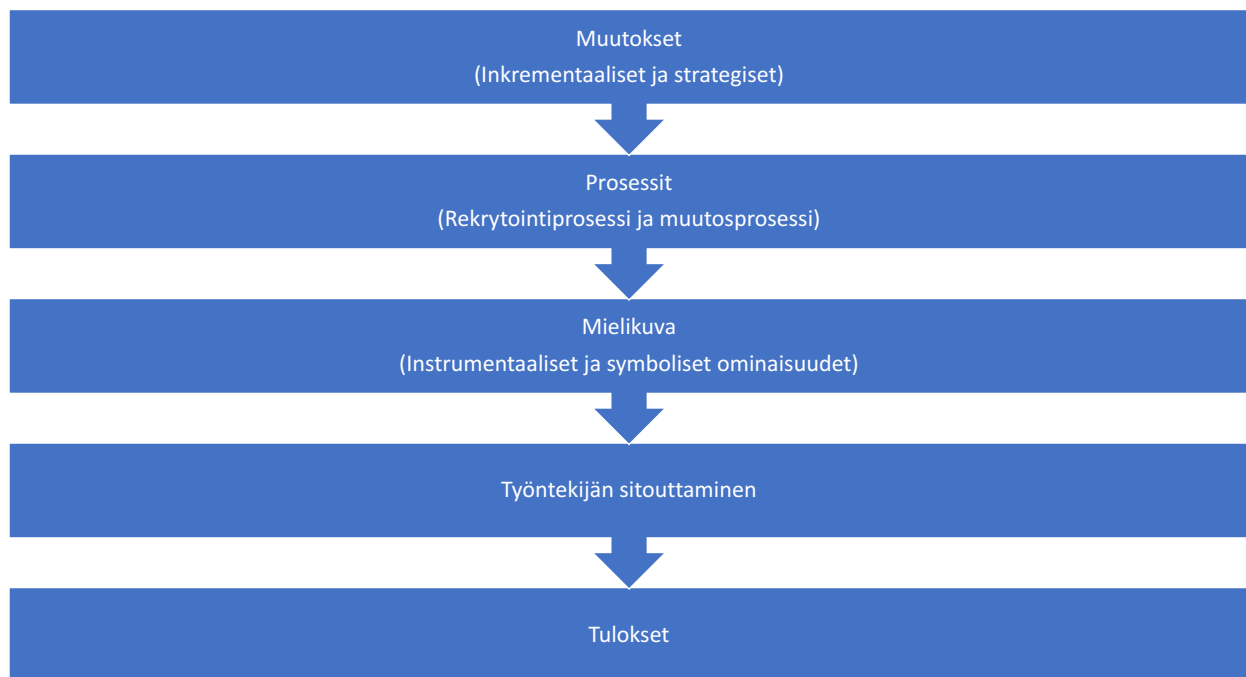 Muutokset
(Inkrementaaliset ja strategiset)
Prosessit
(Rekrytointiprosessi ja muutosprosessi)
Mielikuva
(Instrumentaaliset ja symboliset ominaisuudet)
Työntekijän sitouttaminen
Tulokset